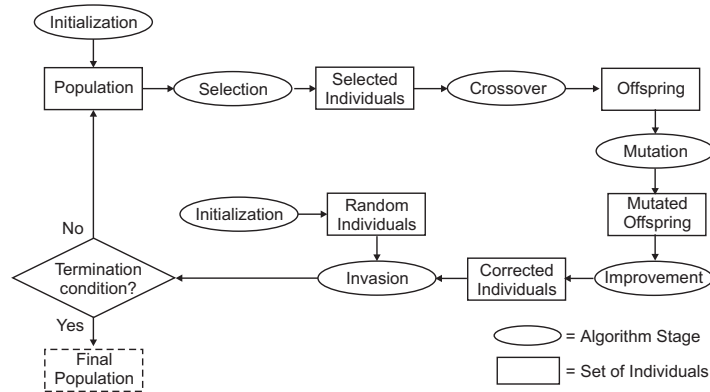 Initialization
Population
Selection
Selected
Individuals
Crossover
Offspring
Mutation
Mutated
Offspring
Improvement
Corrected
Individuals
Initialization
Random
Individuals
Invasion
Termination
condition?
No
Yes
Final
Population
= Algorithm Stage
= Set of Individuals